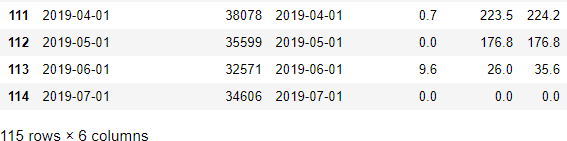 111 2019-04-01 38078 2019-04-01 0.7 223.5 224.2
112 2019-05-01 35599 2019-05-01 0.0 176.8 176.8
113 2019-06-01 32571 2019-06-01 9.6 26.0 35.6
114 2019-07-01 34606 2019-07-01 0.0 0.0 0.0
115 rows × 6 columns